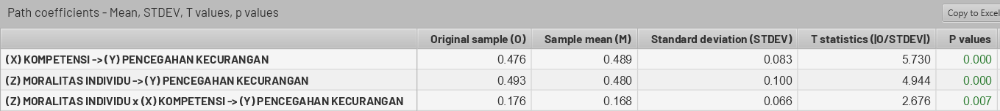 Path coefficients - Mean, STDEV, T values, p values
Copy to Excel
Original sample (O) Sample mean (M) Standard deviation (STDEV) T statistics (|O/STDEV|) P values
(X) KOMPETENSI -> (Y) PENCEGAHAN KECURANGAN 0.476 0.489 0.083 5.730 0.000
(Z) MORALITAS INDIVIDU -> (Y) PENCEGAHAN KECURANGAN 0.493 0.480 0.100 4.944 0.000
(Z) MORALITAS INDIVIDU x (X) KOMPETENSI -> (Y) PENCEGAHAN KECURANGAN 0.176 0.168 0.066 2.676 0.007